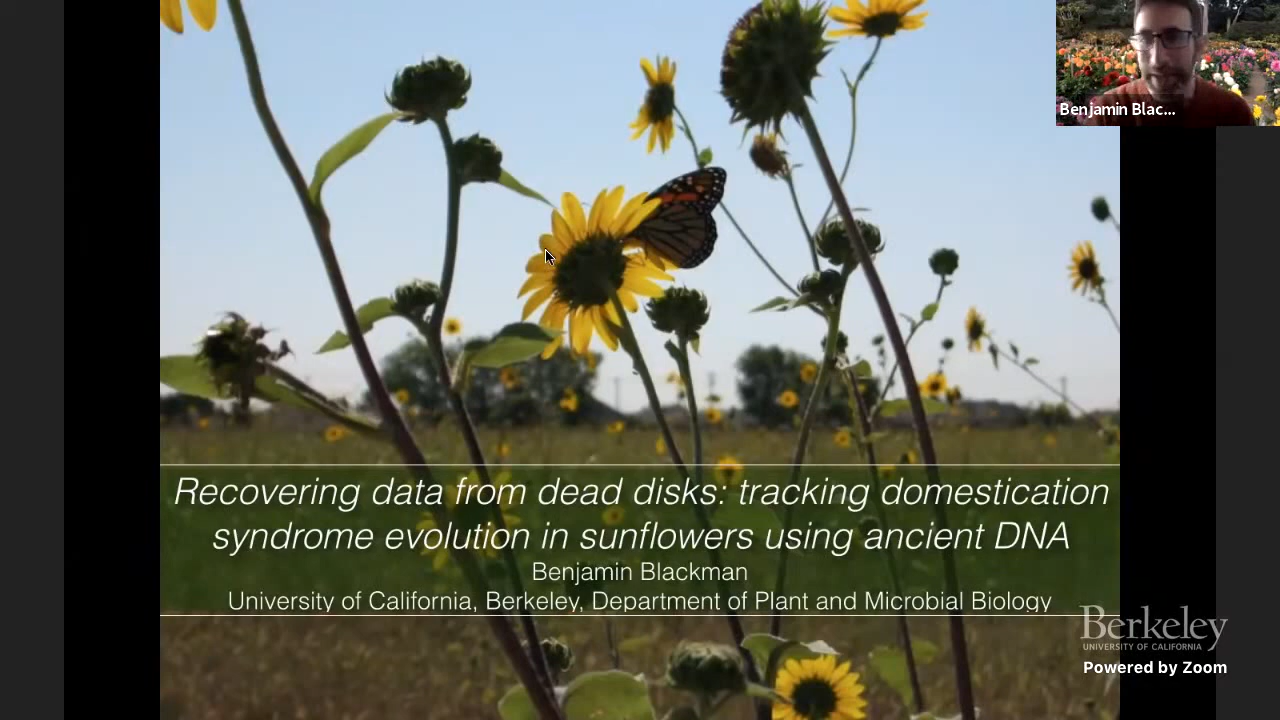 Benjamin Blac...
Recovering data from dead disks: tracking domestication
syndrome evolution in sunflowers using ancient DNA
Benjamin Blackman
University of California, Berkeley, Department of Plant and Microbial Biology
Berkeley
UNIVERSITY OF CALIFORNIA
Powered by Zoom